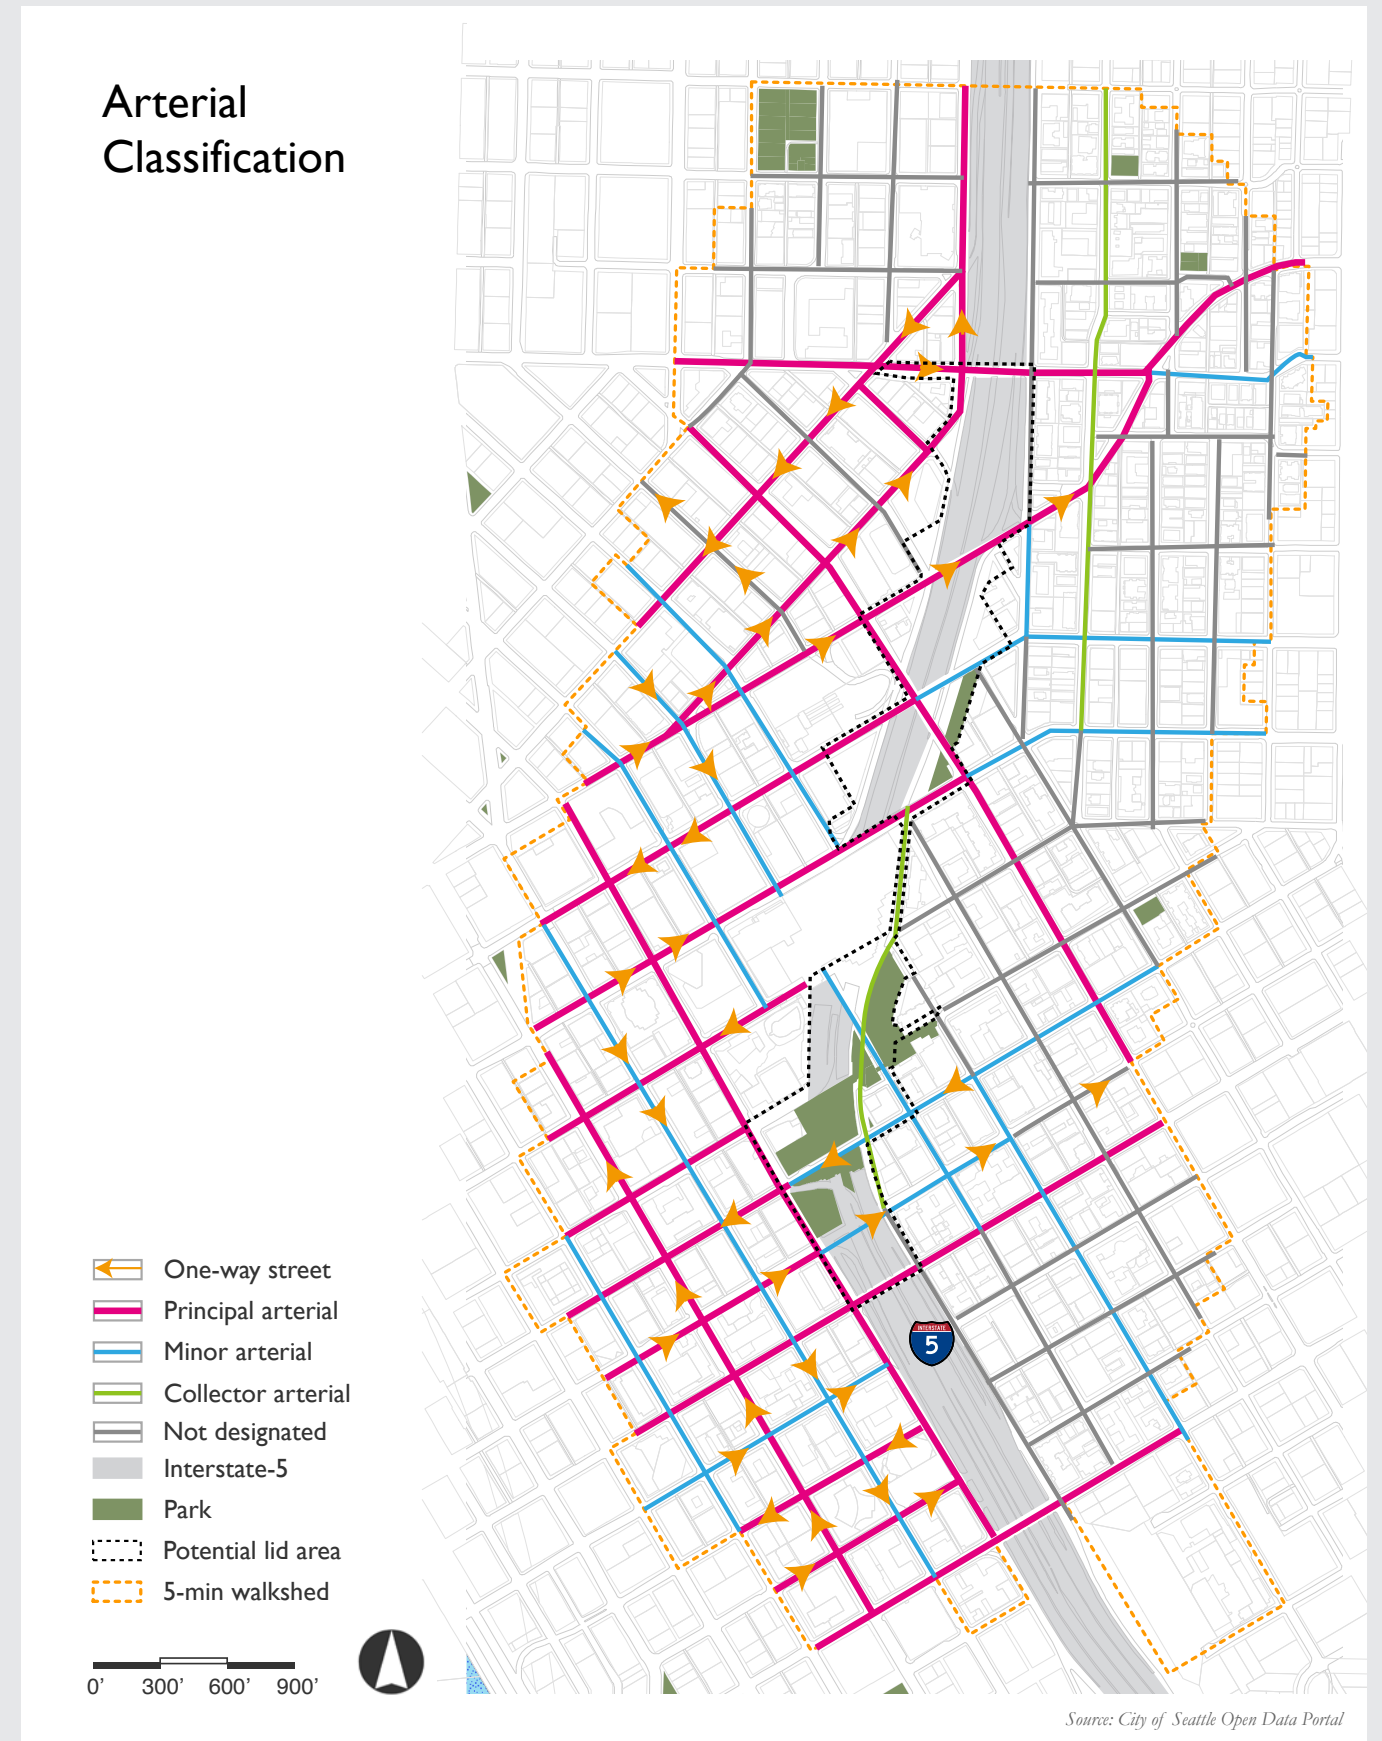 Arterial
Classification
One-way street
Principal arterial
Minor arterial
Collector arterial
Not designated
Interstate-5
Park
Potential lid area
5-min walkshed
0’ 300’ 600’ 900’
INTERSTATE
5
Source: City of Seattle Open Data Portal